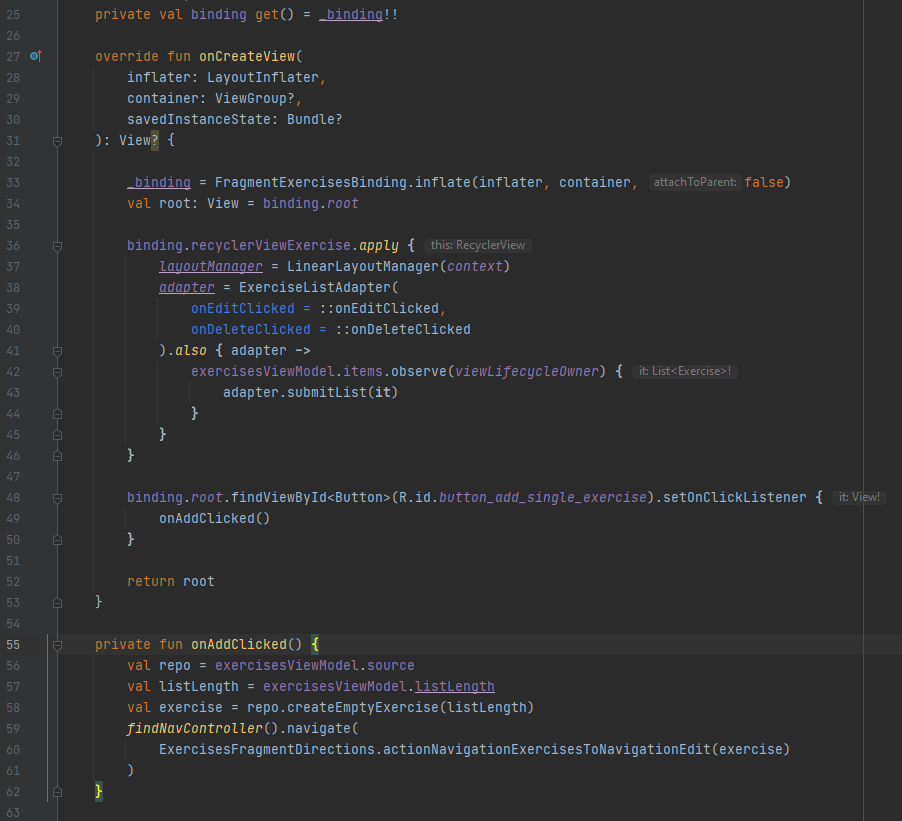 25 private val binding get() = _binding!!
26
27 override fun onCreateView(
28 inflater: LayoutInflater,
29 container: ViewGroup?,
30 savedInstanceState: Bundle?
31 ): View? {
32
33 _binding = FragmentExercisesBinding.inflate(inflater, container, attachToParent: false)
34 val root: View = binding.root
35
36 binding.recyclerViewExercise.apply { this: RecyclerView
37 layoutManager = LinearLayoutManager(context)
38 adapter = ExerciseListAdapter(
39 onEditClicked = ::onEditClicked,
40 onDeleteClicked = ::onDeleteClicked
41 ).also { adapter ->
42 exercisesViewModel.items.observe(viewLifecycleOwner) { it: List<Exercise>!
43 adapter.submitList(it)
44 }
45 }
46 }
47
48 binding.root.findViewById<Button>(R.id.button_add_single_exercise).setOnClickListener { it: View!
49 onAddClicked()
50 }
51
52 return root
53 }
54
55 private fun onAddClicked() {
56 val repo = exercisesViewModel.source
57 val listLength = exercisesViewModel.listLength
58 val exercise = repo.createEmptyExercise(listLength)
59 findNavController().navigate(
60 ExercisesFragmentDirections.actionNavigationExercisesToNavigationEdit(exercise)
61 )
62 }
63